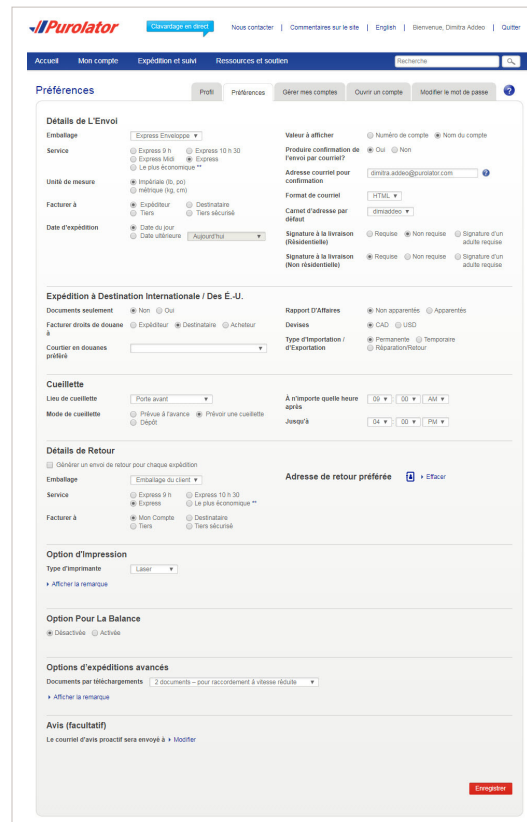 Purolator
Clavardage en direct
Nous contacter | Commentaires sur le site | English | Bienvenue, Dimitra Addeo | Quitter
Accueil Mon compte Expédition et suivi Ressources et soutien Recherche
Préférences
Profil Préférences Gérer mes comptes Ouvrir un compte Modifier le mot de passe ?
Détails de L'Envoi
Emballage Express Enveloppe
Service Express 9 h Express 10 h 30
Express Midi Express
Le plus économique **
Unité de mesure Impériale (lb, po)
métrique (kg, cm)
Facturer à Expéditeur Destinataire
Tiers Tiers sécurisé
Date d'expédition Date du jour
Date ultérieure Aujourd'hui
Valeur à afficher Numéro de compte Nom du compte
Produire confirmation de Oui Non
l'envoi par courriel?
Adresse courriel pour dimitra.addeo@purolator.com ?
confirmation
Format de courriel HTML
Carnet d'adresse par dimiaddeo
défaut
Signature à la livraison Requise Non requise Signature d'un
(Résidentielle) adulte requise
Signature à la livraison Requise Non requise Signature d'un
(Non résidentielle) adulte requise
Expédition à Destination Internationale / Des É.-U.
Documents seulement Non Oui
Facturer droits de douane Expéditeur Destinataire Acheteur
à
Courtier en douanes
préféré
Rapport D'Affaires Non apparentés Apparentés
Devises CAD USD
Type d'Importation / Permanente Temporaire
d'Exportation Réparation/Retour
Cueillette
Lieu de cueillette Porte avant
Mode de cueillette Prévue à l'avance Prévoir une cueillette
Dépôt
À n'importe quelle heure 09 : 00 AM
après
Jusqu'à 04 : 00 PM
Détails de Retour
Générer un envoi de retour pour chaque expédition
Emballage Emballage du client
Service Express 9 h Express 10 h 30
Express Le plus économique **
Facturer à Mon Compte Destinataire
Tiers Tiers sécurisé
Adresse de retour préférée Effacer
Option d'Impression
Type d'imprimante Laser
Afficher la remarque
Option Pour La Balance
Désactivée Activée
Options d'expéditions avancés
Documents par téléchargements 2 documents – pour raccordement à vitesse réduite
Afficher la remarque
Avis (facultatif)
Le courriel d'avis proactif sera envoyé à Modifier
Enregistrer